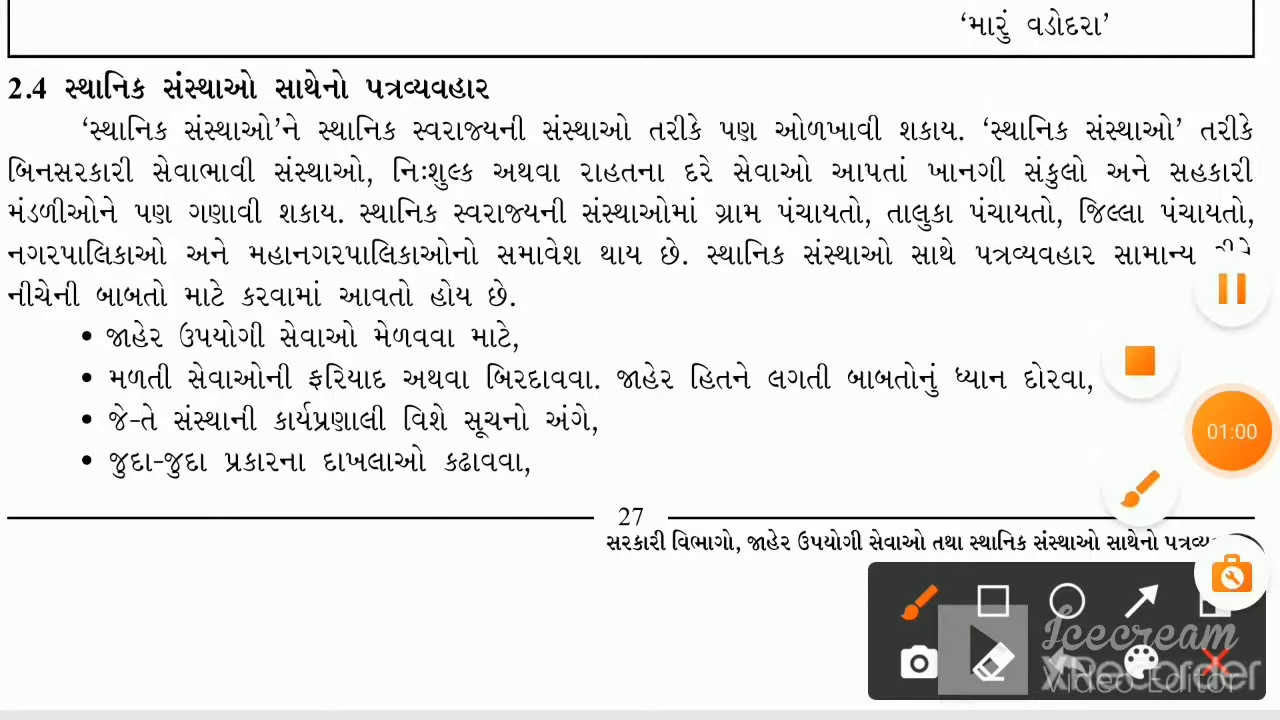 ‘મારું વડોદરા’
2.4 સ્થાનિક સંસ્થાઓ સાથેનો પત્રવ્યવહાર
‘સ્થાનિક સંસ્થાઓ’ને સ્થાનિક સ્વરાજ્યની સંસ્થાઓ તરીકે પણ ઓળખાવી શકાય. ‘સ્થાનિક સંસ્થાઓ’ તરીકે
બિનસરકારી સેવાભાવી સંસ્થાઓ, નિઃશુલ્ક અથવા રાહતના દરે સેવાઓ આપતાં ખાનગી સંકુલો અને સહકારી
મંડળીઓને પણ ગણાવી શકાય. સ્થાનિક સ્વરાજ્યની સંસ્થાઓમાં ગ્રામ પંચાયતો, તાલુકા પંચાયતો, જિલ્લા પંચાયતો,
નગરપાલિકાઓ અને મહાનગરપાલિકાઓનો સમાવેશ થાય છે. સ્થાનિક સંસ્થાઓ સાથે પત્રવ્યવહાર સામાન્ય
નીચેની બાબતો માટે કરવામાં આવતો હોય છે.
• જાહેર ઉપયોગી સેવાઓ મેળવવા માટે,
• મળતી સેવાઓની ફરિયાદ અથવા બિરદાવવા. જાહેર હિતને લગતી બાબતોનું ધ્યાન દોરવા,
• જે-તે સંસ્થાની કાર્યપ્રણાલી વિશે સૂચનો અંગે,
• જુદા-જુદા પ્રકારના દાખલાઓ કઢાવવા,
01:00
27
સરકારી વિભાગો, જાહેર ઉપયોગી સેવાઓ તથા સ્થાનિક સંસ્થાઓ સાથેનો
Icecream
XRecorder
Video Editor